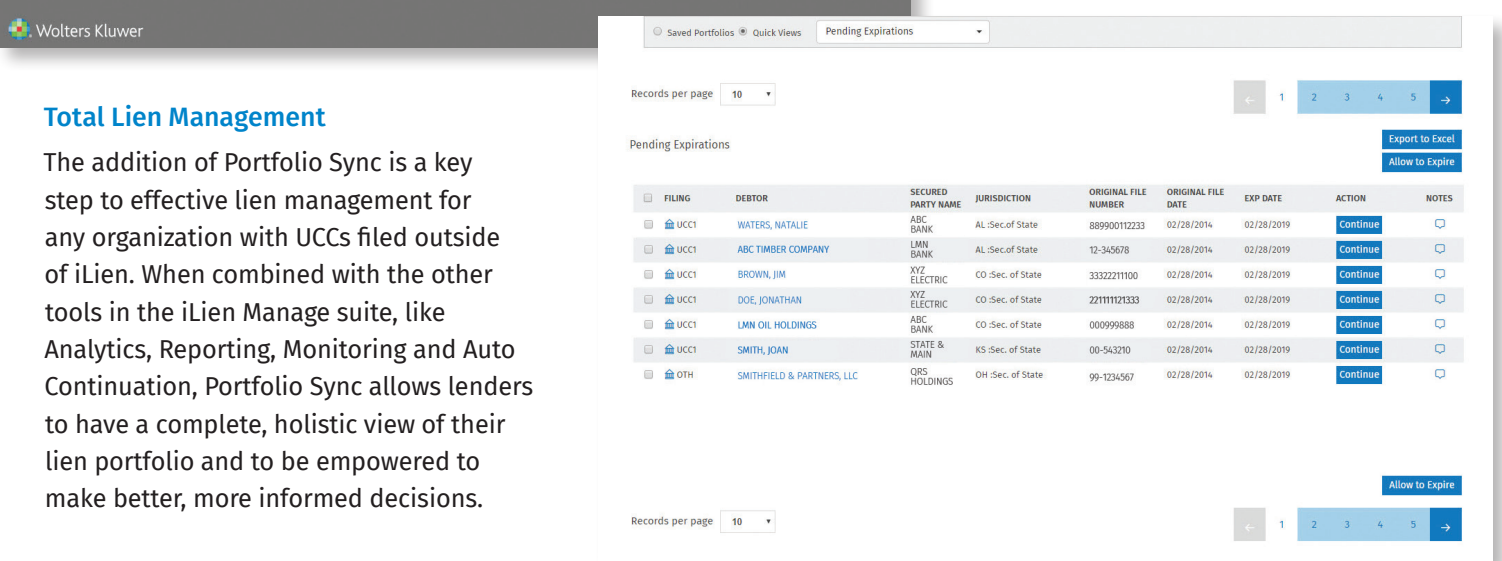 Wolters Kluwer
Total Lien Management
The addition of Portfolio Sync is a key
step to effective lien management for
any organization with UCCs filed outside
of iLien. When combined with the other
tools in the iLien Manage suite, like
Analytics, Reporting, Monitoring and Auto
Continuation, Portfolio Sync allows lenders
to have a complete, holistic view of their
lien portfolio and to be empowered to
make better, more informed decisions.
Saved Portfolios Quick Views Pending Expirations
Records per page 10
← 1 2 3 4 5 →
Pending Expirations
Export to Excel
Allow to Expire
FILING DEBTOR SECURED PARTY NAME JURISDICTION ORIGINAL FILE NUMBER ORIGINAL FILE DATE EXP DATE ACTION NOTES
UCC1 WATERS, NATALIE ABC BANK AL :Sec.of State 889900112233 02/28/2014 02/28/2019 Continue
UCC1 ABC TIMBER COMPANY LMN BANK AL :Sec.of State 12-345678 02/28/2014 02/28/2019 Continue
UCC1 BROWN, JIM XYZ ELECTRIC CO :Sec. of State 33322211100 02/28/2014 02/28/2019 Continue
UCC1 DOE, JONATHAN XYZ ELECTRIC CO :Sec. of State 221111121333 02/28/2014 02/28/2019 Continue
UCC1 LMN OIL HOLDINGS ABC BANK CO :Sec. of State 000999888 02/28/2014 02/28/2019 Continue
UCC1 SMITH, JOAN STATE & MAIN KS :Sec. of State 00-543210 02/28/2014 02/28/2019 Continue
OTH SMITHFIELD & PARTNERS, LLC QRS HOLDINGS OH :Sec. of State 99-1234567 02/28/2014 02/28/2019 Continue
Allow to Expire
Records per page 10
← 1 2 3 4 5 →